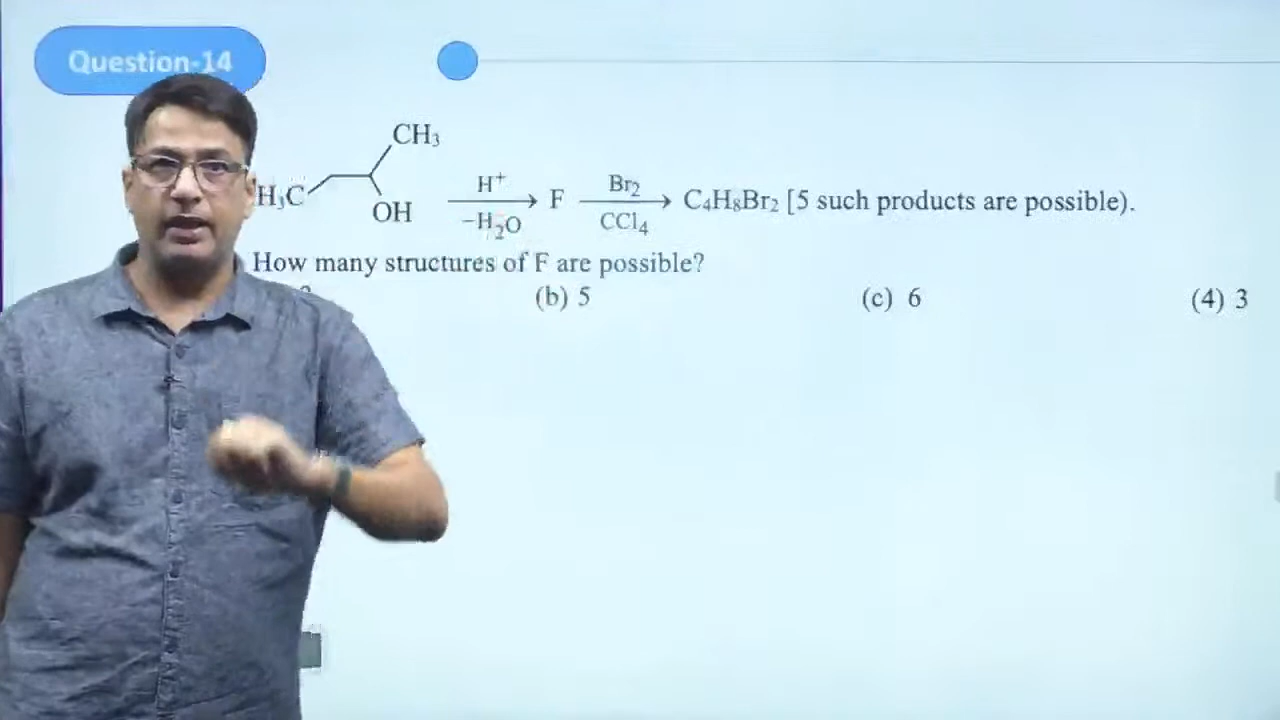 Question-14
CH₃
H₃C
OH
H⁺
−H₂O
F
Br₂
CCl₄
C₄H₈Br₂ [5 such products are possible).
How many structures of F are possible?
(b) 5 (c) 6 (4) 3